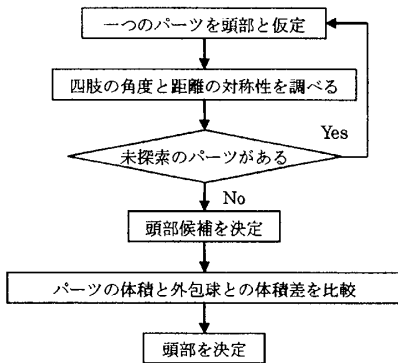 一つのパーツを頭部と仮定
四肢の角度と距離の対称性を調べる
Yes
未探索のパーツがある
No
頭部候補を決定
パーツの体積と外包球との体積差を比較
頭部を決定